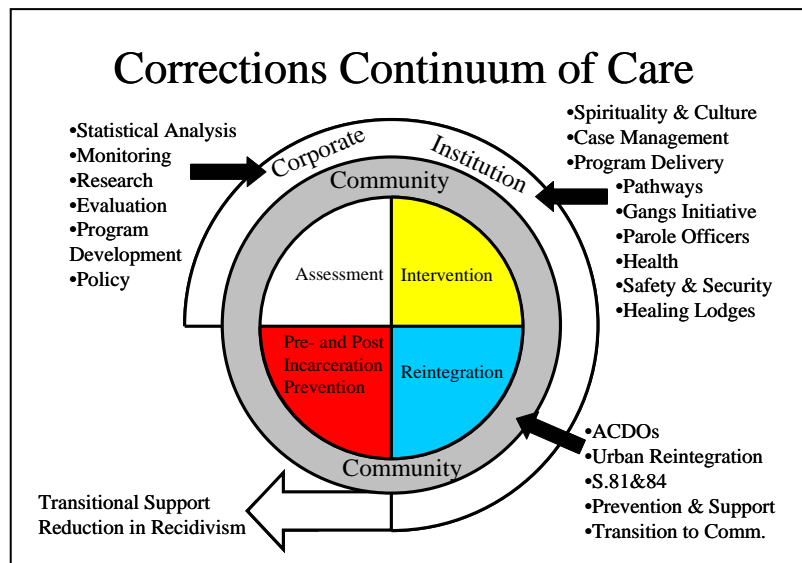 Corrections Continuum of Care
•Statistical Analysis
•Monitoring
•Research
•Evaluation
•Program
Development
•Policy
Corporate
Institution
•Spirituality & Culture
•Case Management
•Program Delivery
•Pathways
•Gangs Initiative
•Parole Officers
•Health
•Safety & Security
•Healing Lodges
Community
Assessment
Intervention
Pre- and Post
Incarceration
Prevention
Reintegration
Community
•ACDOs
•Urban Reintegration
•S.81&84
•Prevention & Support
•Transition to Comm.
Transitional Support
Reduction in Recidivism